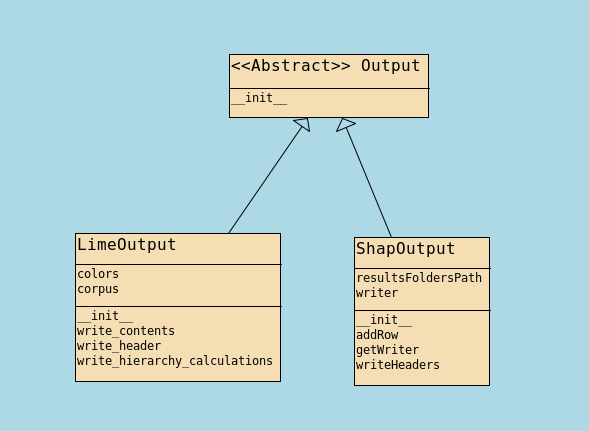 <<Abstract>> Output
__init__
LimeOutput
colors
corpus
__init__
write_contents
write_header
write_hierarchy_calculations
ShapOutput
resultsFoldersPath
writer
__init__
addRow
getWriter
writeHeaders